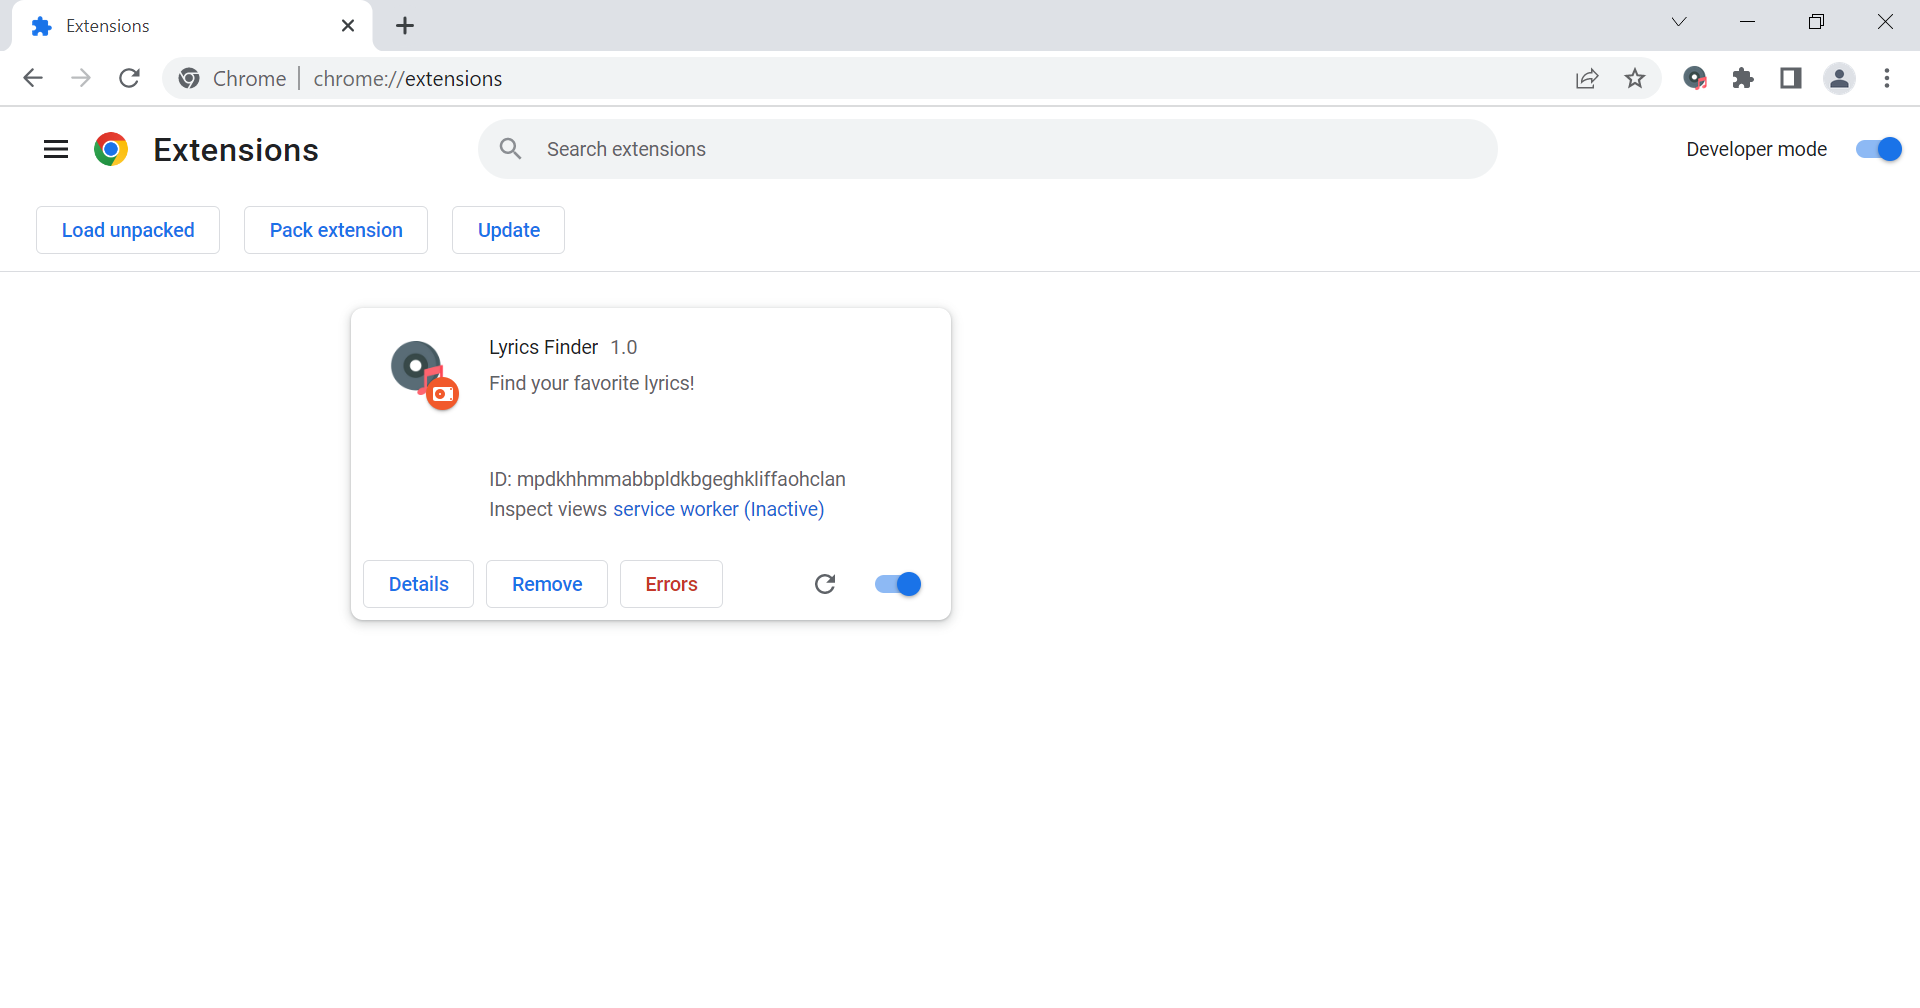 Extensions
Chrome | chrome://extensions
Extensions
Search extensions
Developer mode
Load unpacked
Pack extension
Update
Lyrics Finder 1.0
Find your favorite lyrics!
ID: mpdkhhmmabbpldkbgeghkliffaohclan
Inspect views service worker (Inactive)
Details
Remove
Errors